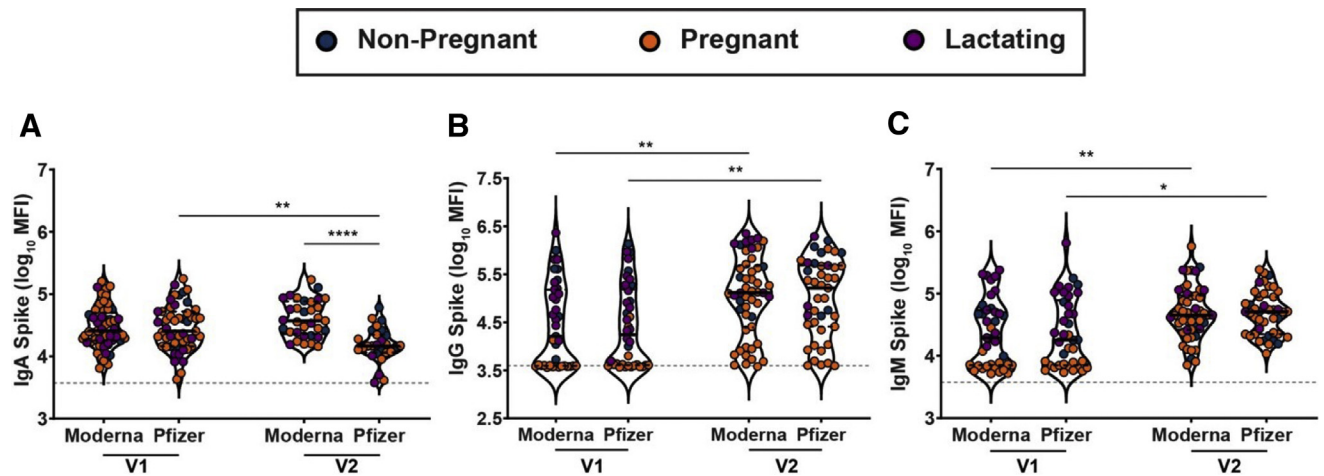 Non-Pregnant Pregnant Lactating
A
IgA Spike (log10 MFI)
7
6
5
4
3
**
****
Moderna Pfizer Moderna Pfizer
V1 V2
B
IgG Spike (log10 MFI)
7.5
6.5
5.5
4.5
3.5
2.5
**
**
Moderna Pfizer Moderna Pfizer
V1 V2
C
IgM Spike (log10 MFI)
7
6
5
4
3
**
*
Moderna Pfizer Moderna Pfizer
V1 V2